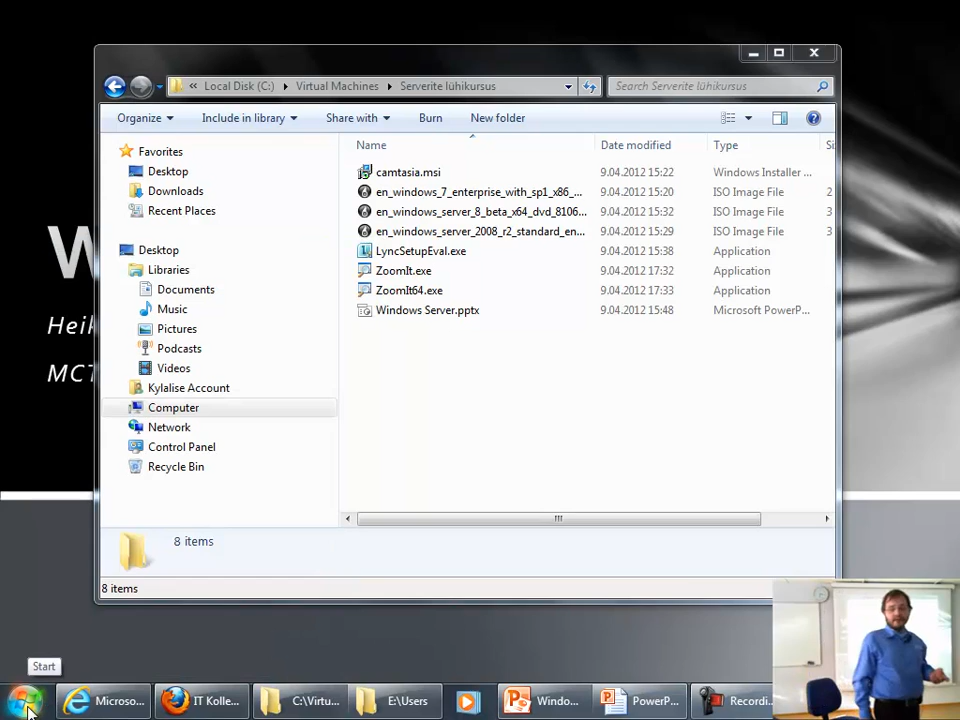 W
Heik
MCT
« Local Disk (C:) Virtual Machines Serverite lühikursus
Search Serverite lühikursus
Organize Include in library Share with Burn New folder
Name Date modified Type Si
Favorites
Desktop
Downloads
Recent Places
Desktop
Libraries
Documents
Music
Pictures
Podcasts
Videos
Kylalise Account
Computer
Network
Control Panel
Recycle Bin
camtasia.msi 9.04.2012 15:22 Windows Installer ...
en_windows_7_enterprise_with_sp1_x86_... 9.04.2012 15:20 ISO Image File 2
en_windows_server_8_beta_x64_dvd_8106... 9.04.2012 15:32 ISO Image File 3
en_windows_server_2008_r2_standard_en... 9.04.2012 15:29 ISO Image File 3
LyncSetupEval.exe 9.04.2012 15:38 Application
ZoomIt.exe 9.04.2012 17:32 Application
ZoomIt64.exe 9.04.2012 17:33 Application
Windows Server.pptx 9.04.2012 15:48 Microsoft PowerP...
8 items
8 items
Start
Microso... IT Kolle... C:\Virtu... E:\Users Windo... PowerP... Recordi...